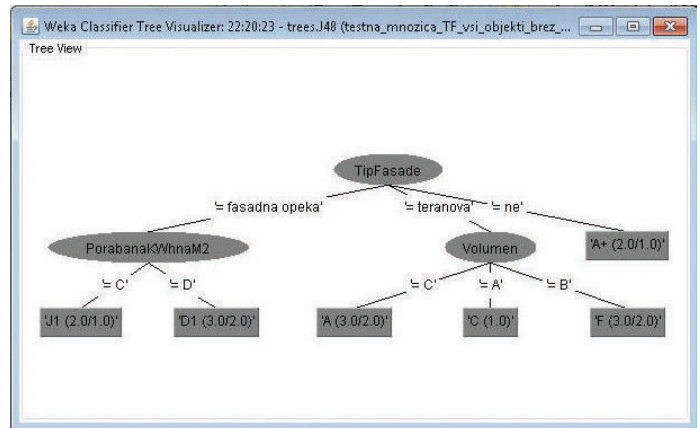 Weka Classifier Tree Visualizer: 22:20:23 - trees.J48 (testna_mnozica_TF_vsi_objekti_brez_...
Tree View
TipFasade
'= fasadna opeka' '= teranova' '= ne'
PorabanaKWhnaM2 Volumen 'A+ (2.0/1.0)'
'= C' '= D' '= C' '= A' '= B'
'J1 (2.0/1.0)' 'D1 (3.0/2.0)' 'A (3.0/2.0)' 'C (1.0)' 'F (3.0/2.0)'